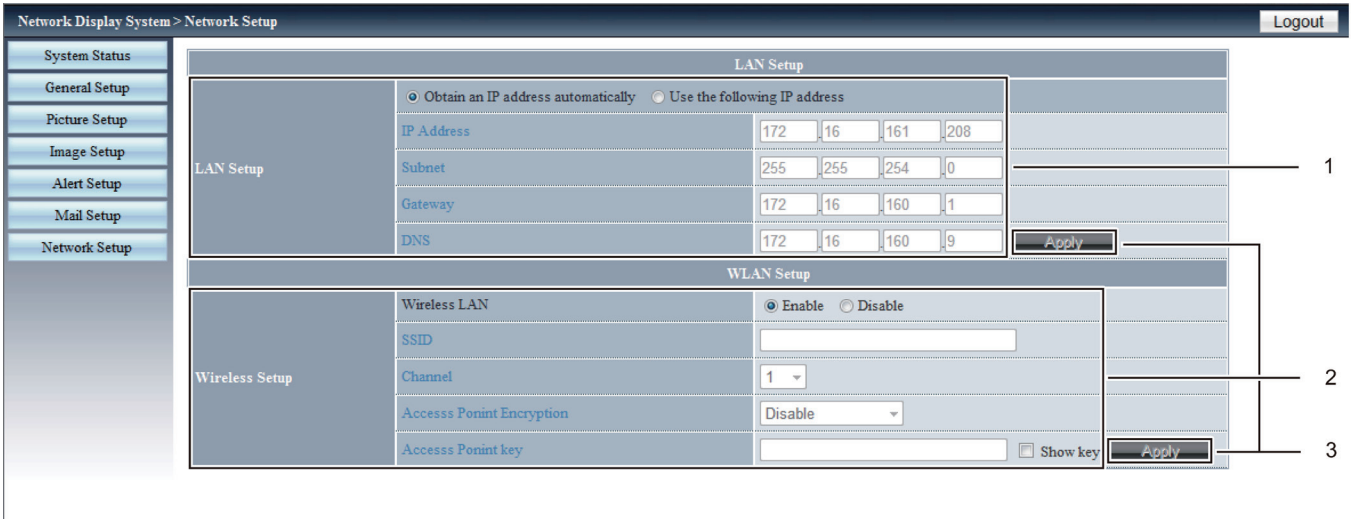 Network Display System > Network Setup
Logout
System Status
General Setup
Picture Setup
Image Setup
Alert Setup
Mail Setup
Network Setup
LAN Setup
LAN Setup
Obtain an IP address automatically Use the following IP address
IP Address 172 .16 .161 .208
Subnet 255 .255 .254 .0
Gateway 172 .16 .160 .1
DNS 172 .16 .160 .9 Apply
1
WLAN Setup
Wireless Setup
Wireless LAN Enable Disable
SSID
Channel 1
Accesss Ponint Encryption Disable
Accesss Ponint key Show key Apply
2
3